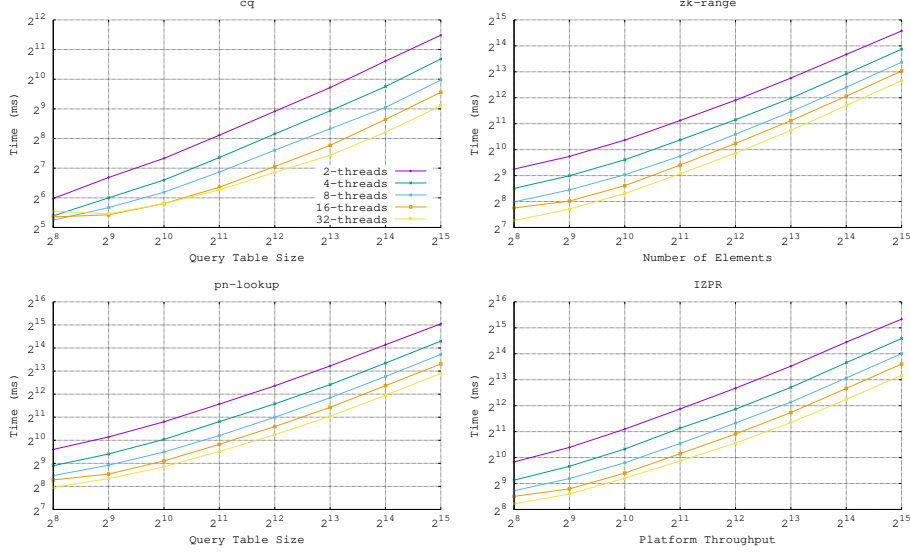 cq
2^12
2^11
2^10
2^9
2^8
2^7
2^6
2^5
Time (ms)
2-threads
4-threads
8-threads
16-threads
32-threads
2^8 2^9 2^10 2^11 2^12 2^13 2^14 2^15
Query Table Size
zk-range
2^15
2^14
2^13
2^12
2^11
2^10
2^9
2^8
2^7
Time (ms)
2^8 2^9 2^10 2^11 2^12 2^13 2^14 2^15
Number of Elements
pn-lookup
2^16
2^15
2^14
2^13
2^12
2^11
2^10
2^9
2^8
2^7
Time (ms)
2^8 2^9 2^10 2^11 2^12 2^13 2^14 2^15
Query Table Size
IZPR
2^16
2^15
2^14
2^13
2^12
2^11
2^10
2^9
2^8
Time (ms)
2^8 2^9 2^10 2^11 2^12 2^13 2^14 2^15
Platform Throughput